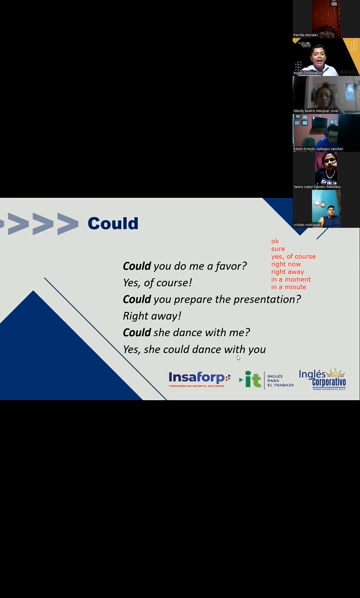 >>>> Could
ok
sure
yes, of course
right now
right away
in a moment
in a minute
Could you do me a favor?
Yes, of course!
Could you prepare the presentation?
Right away!
Could she dance with me?
Yes, she could dance with you
Insaforp
it
INGLÉS
PARA
EL TRABAJO
Inglés
Corporativo